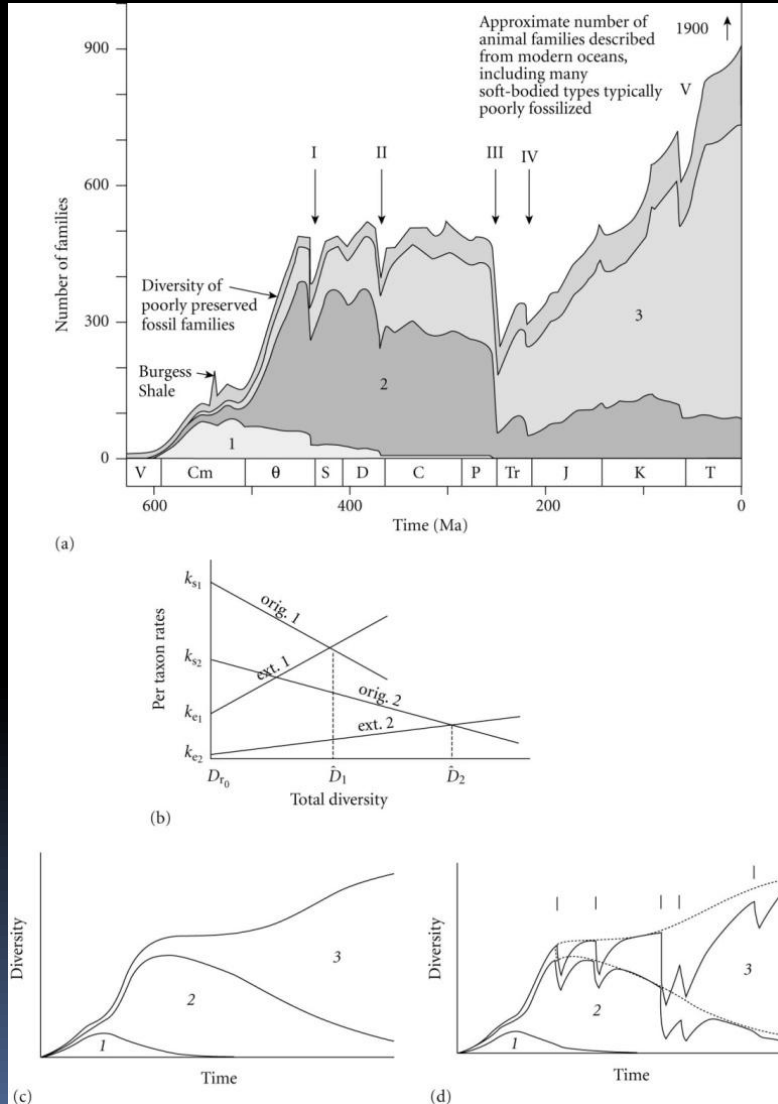 900
600
300
0
Number of families
Approximate number of
animal families described
from modern oceans,
including many
soft-bodied types typically
poorly fossilized
1900
V
I
II
III
IV
Diversity of
poorly preserved
fossil families
Burgess
Shale
1
2
3
V Cm θ S D C P Tr J K T
600 400 200 0
Time (Ma)
(a)
Per taxon rates
k_s1
k_s2
k_e1
k_e2
orig. 1
ext. 1
orig. 2
ext. 2
D_r0 D̂_1 D̂_2
Total diversity
(b)
Diversity
1
2
3
Time
(c)
Diversity
1
2
3
Time
(d)